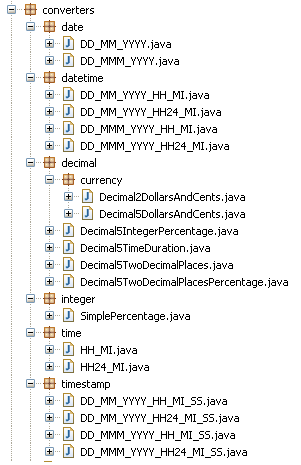 converters
date
DD_MM_YYYY.java
DD_MMM_YYYY.java
datetime
DD_MM_YYYY_HH_MI.java
DD_MM_YYYY_HH24_MI.java
DD_MMM_YYYY_HH_MI.java
DD_MMM_YYYY_HH24_MI.java
decimal
currency
Decimal2DollarsAndCents.java
Decimal5DollarsAndCents.java
Decimal5IntegerPercentage.java
Decimal5TimeDuration.java
Decimal5TwoDecimalPlaces.java
Decimal5TwoDecimalPlacesPercentage.java
integer
SimplePercentage.java
time
HH_MI.java
HH24_MI.java
timestamp
DD_MM_YYYY_HH_MI_SS.java
DD_MM_YYYY_HH24_MI_SS.java
DD_MMM_YYYY_HH_MI_SS.java
DD_MMM_YYYY_HH24_MI_SS.java